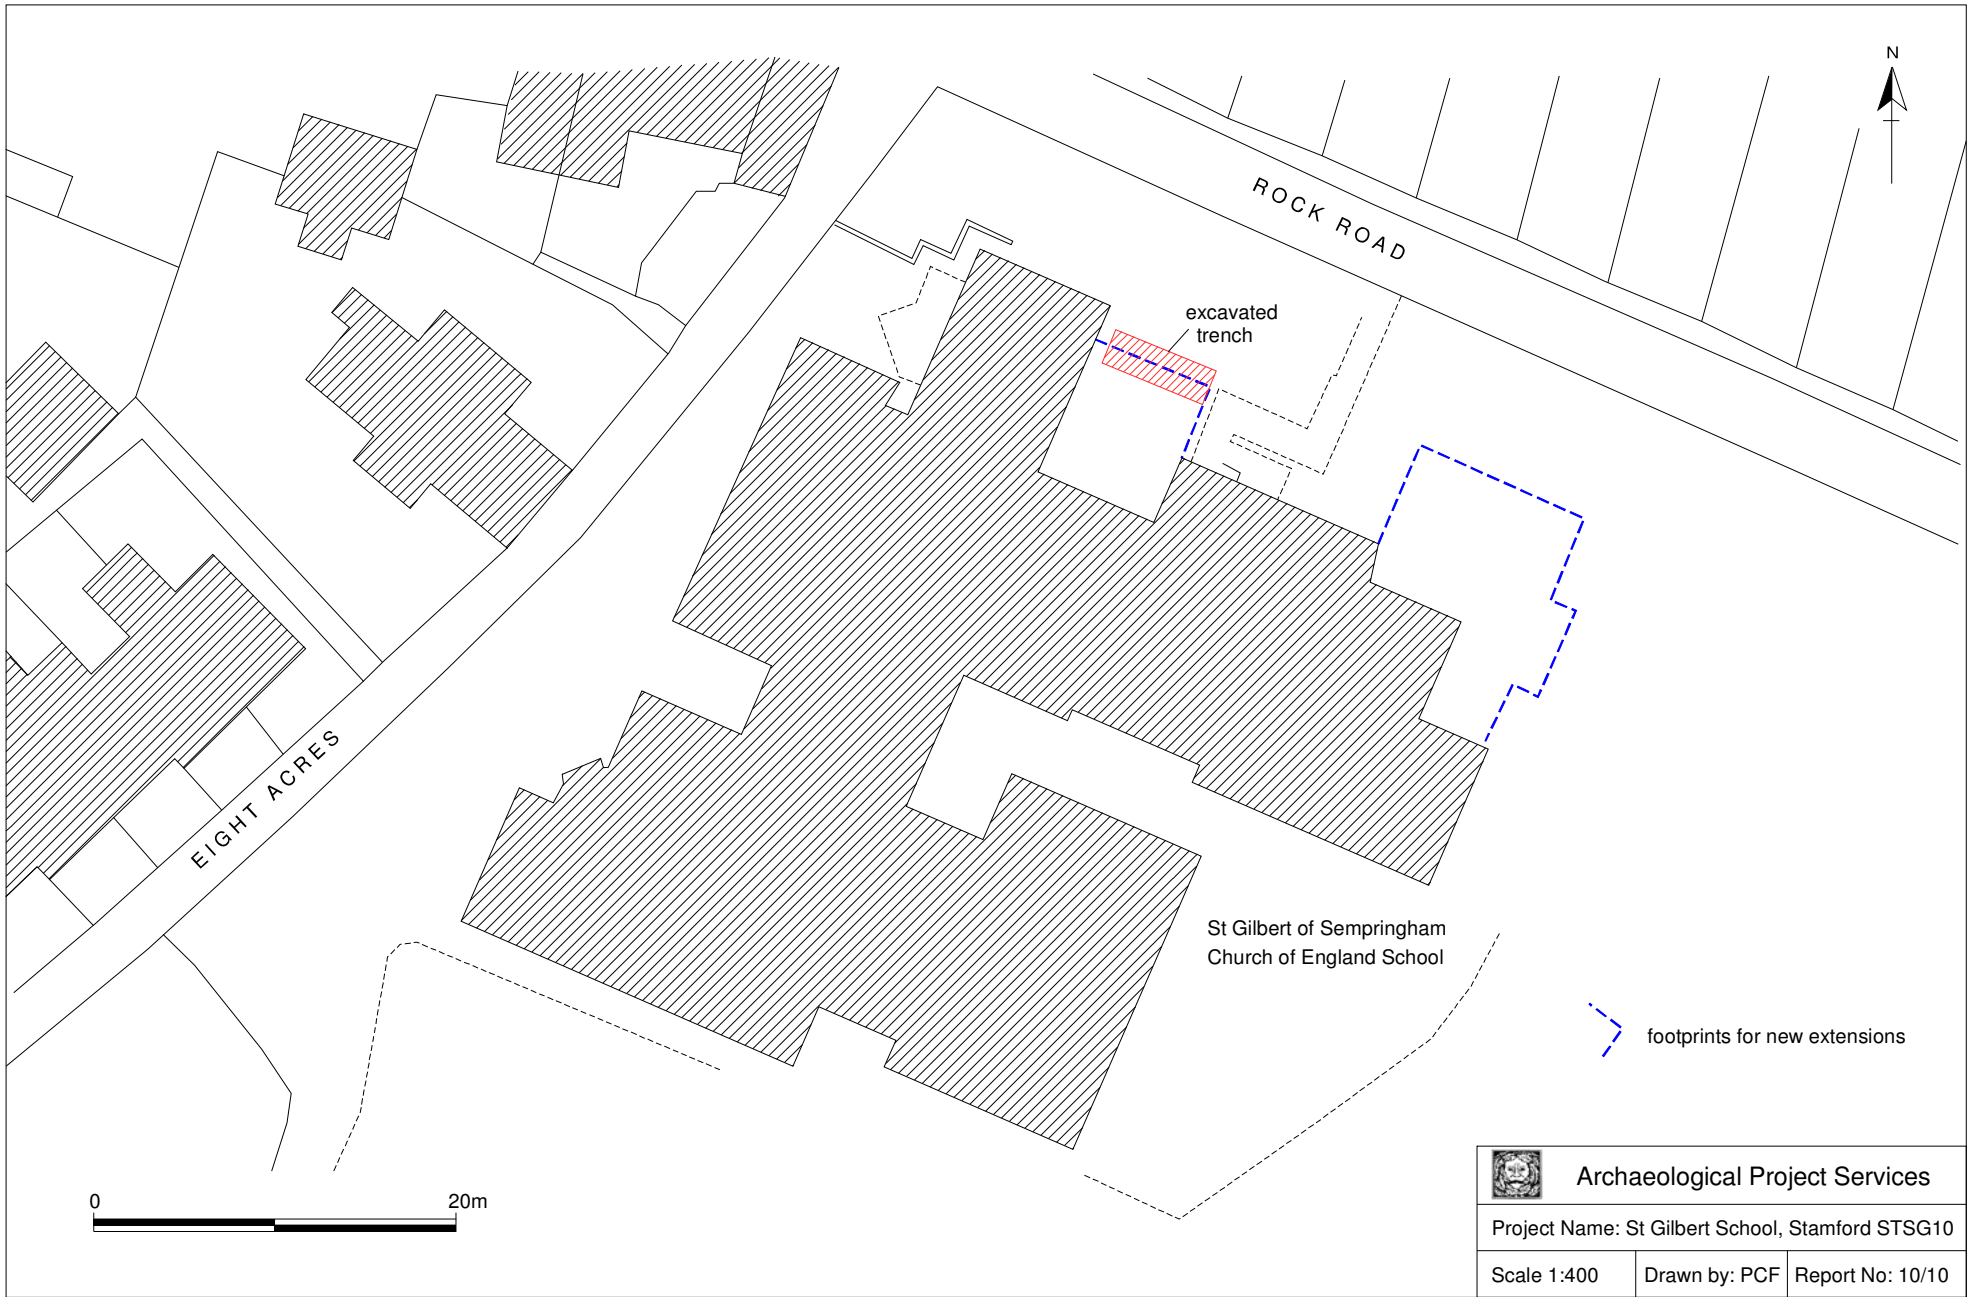 N
ROCK ROAD
excavated
trench
EIGHT ACRES
St Gilbert of Sempringham
Church of England School
footprints for new extensions
0 20m
Archaeological Project Services
Project Name: St Gilbert School, Stamford STSG10
Scale 1:400 Drawn by: PCF Report No: 10/10